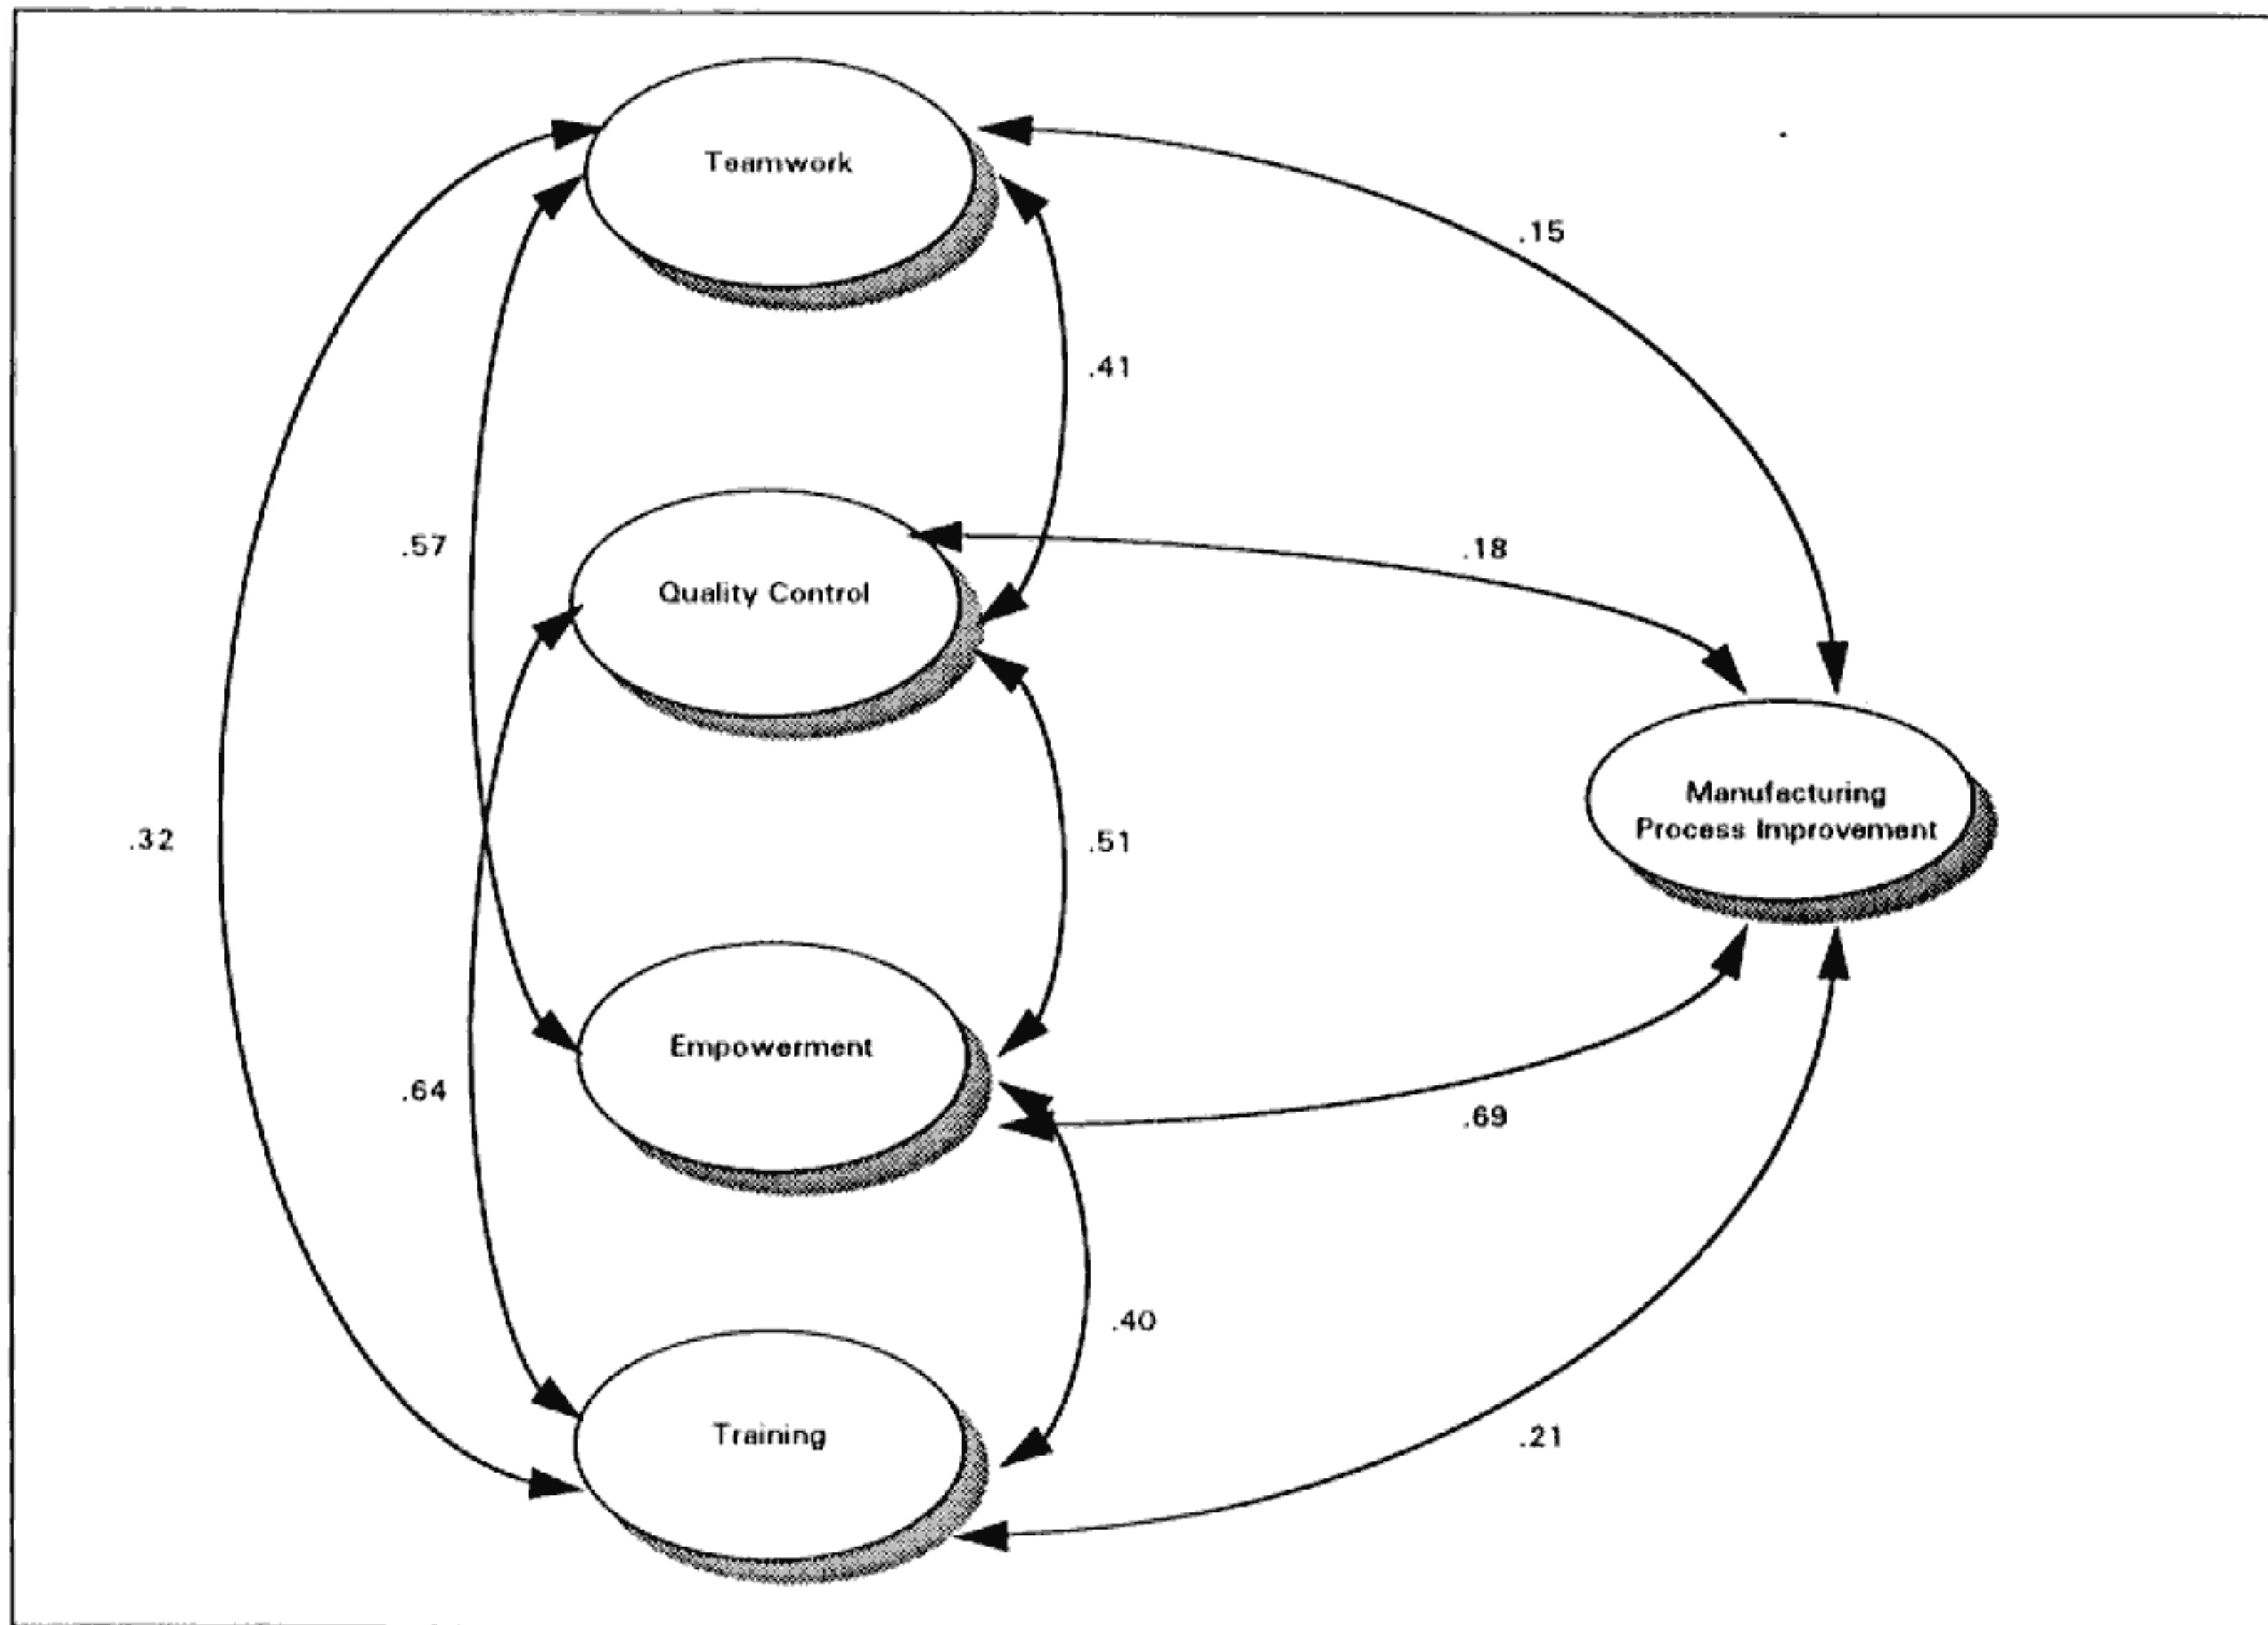 Teamwork
.15
.41
.57
.18
Quality Control
Manufacturing
Process Improvement
.32
.51
Empowerment
.64
.69
.40
Training
.21